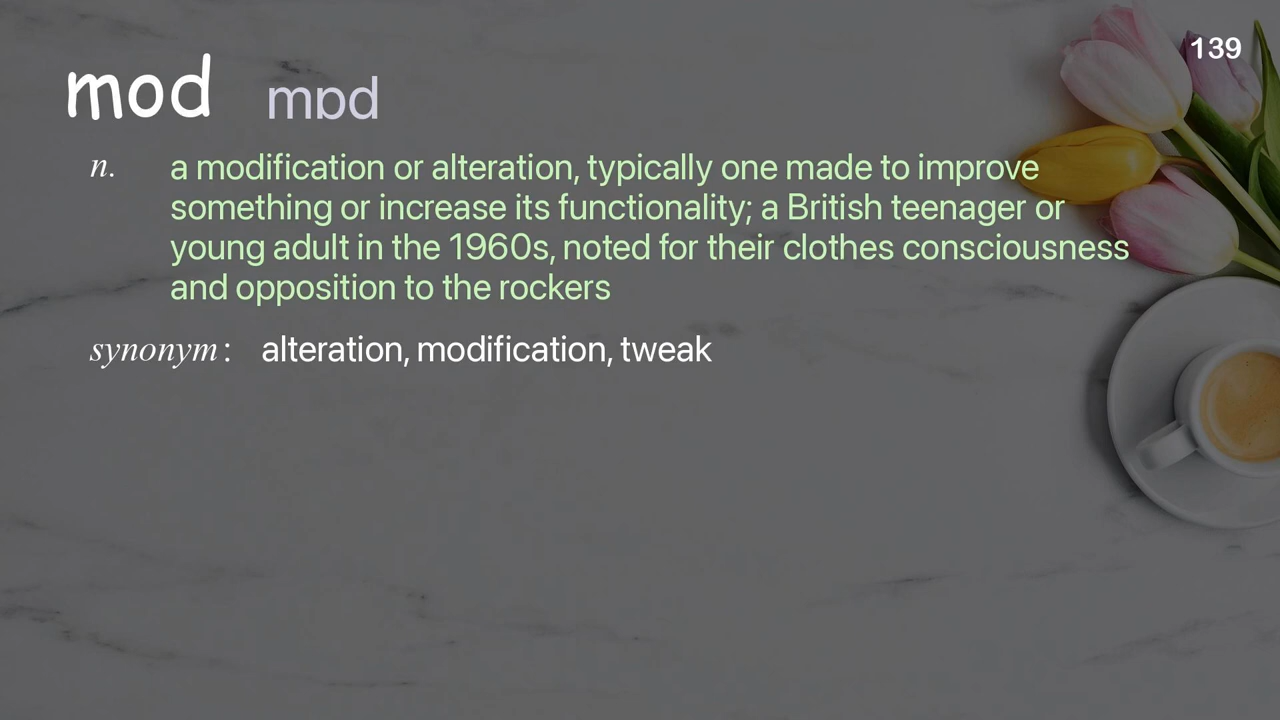 139
mod mɒd
n. a modification or alteration, typically one made to improve
something or increase its functionality; a British teenager or
young adult in the 1960s, noted for their clothes consciousness
and opposition to the rockers
synonym : alteration, modification, tweak